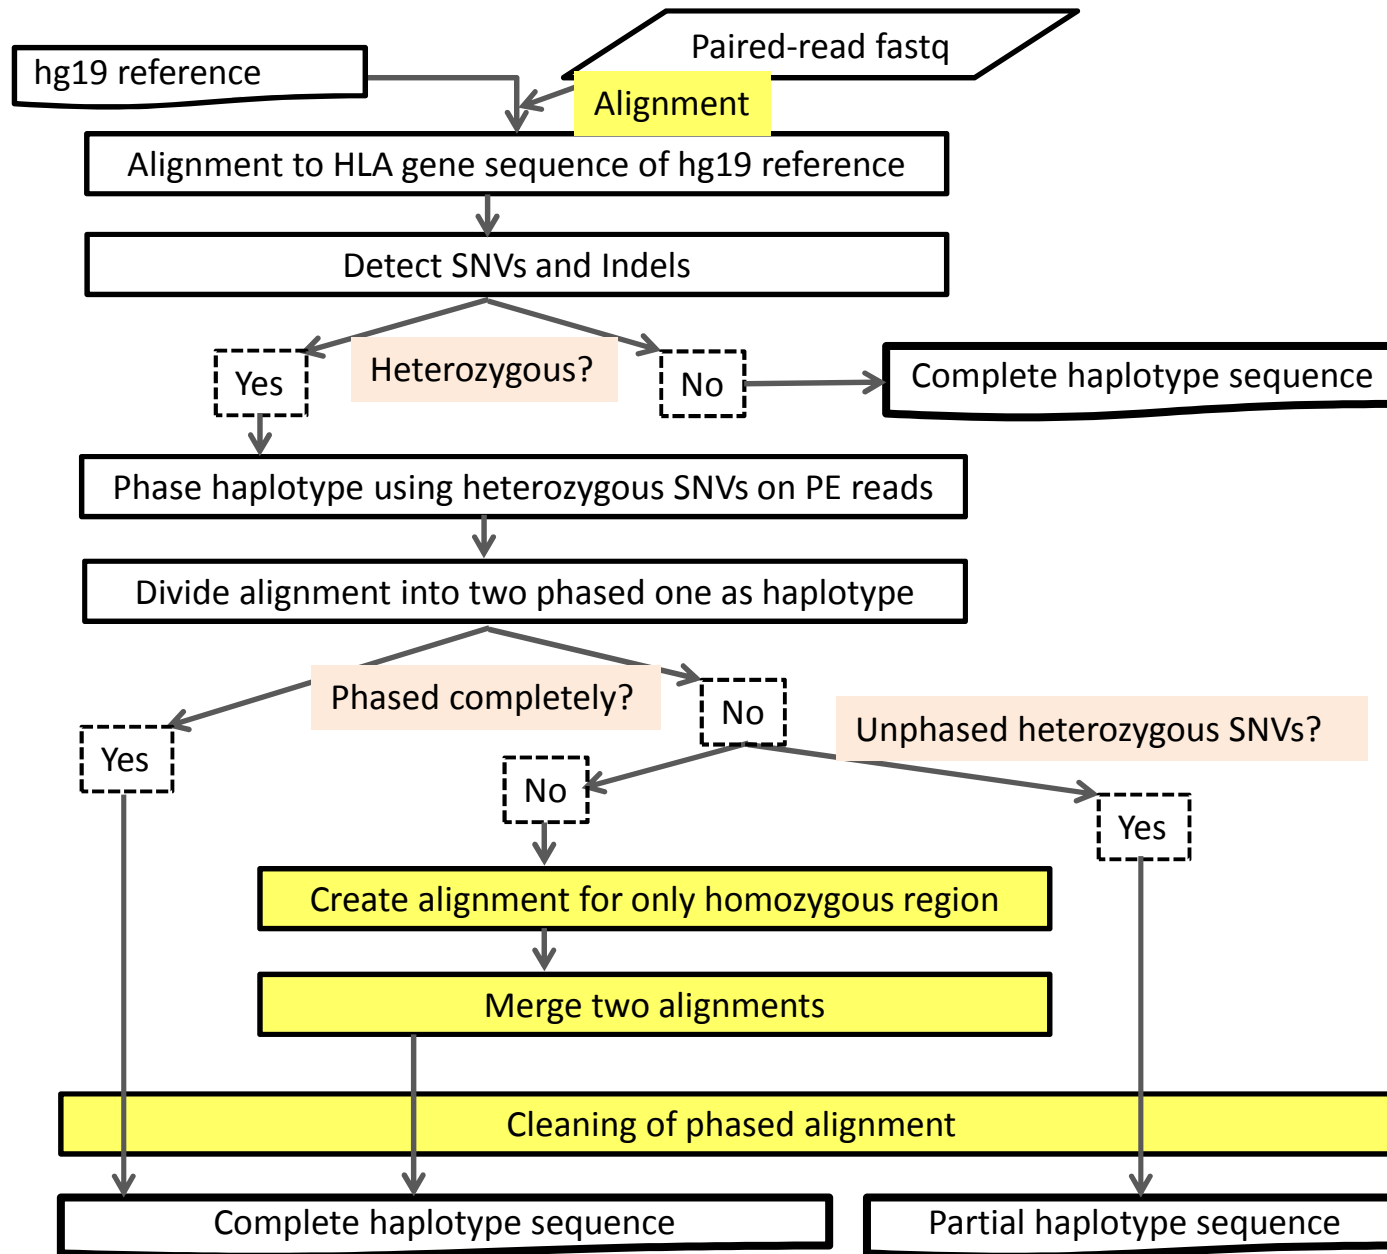 Paired-read fastq
hg19 reference
Alignment
Alignment to HLA gene sequence of hg19 reference
Detect SNVs and Indels
Heterozygous?
Yes
No
Complete haplotype sequence
Phase haplotype using heterozygous SNVs on PE reads
Divide alignment into two phased one as haplotype
Phased completely?
No
Unphased heterozygous SNVs?
Yes
No
Yes
Create alignment for only homozygous region
Merge two alignments
Cleaning of phased alignment
Complete haplotype sequence
Partial haplotype sequence